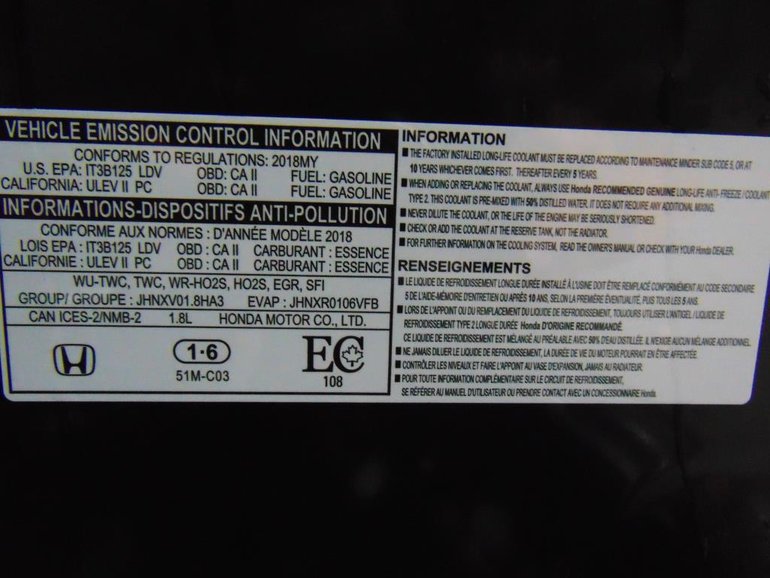 VEHICLE EMISSION CONTROL INFORMATION
CONFORMS TO REGULATIONS: 2018MY
U.S. EPA: IT3B125 LDV OBD: CA II FUEL: GASOLINE
CALIFORNIA: ULEV II PC OBD: CA II FUEL: GASOLINE
INFORMATIONS-DISPOSITIFS ANTI-POLLUTION
CONFORME AUX NORMES : D'ANNÉE MODÈLE 2018
LOIS EPA : IT3B125 LDV OBD : CA II CARBURANT : ESSENCE
CALIFORNIE : ULEV II PC OBD : CA II CARBURANT : ESSENCE
WU-TWC, TWC, WR-HO2S, HO2S, EGR, SFI
GROUP/ GROUPE : JHNXV01.8HA3 EVAP : JHNXR0106VFB
CAN ICES-2/NMB-2 1.8L HONDA MOTOR CO., LTD.
1·6
51M-C03
EC
108
INFORMATION
■ THE FACTORY INSTALLED LONG-LIFE COOLANT MUST BE REPLACED ACCORDING TO MAINTENANCE MINDER SUB CODE 5, OR AT
10 YEARS WHICHEVER COMES FIRST. THEREAFTER EVERY 5 YEARS.
■ WHEN ADDING OR REPLACING THE COOLANT, ALWAYS USE Honda RECOMMENDED GENUINE LONG-LIFE ANTI- FREEZE / COOLANT
TYPE 2. THIS COOLANT IS PRE-MIXED WITH 50% DISTILLED WATER. IT DOES NOT REQUIRE ANY ADDITIONAL MIXING.
■ NEVER DILUTE THE COOLANT, OR THE LIFE OF THE ENGINE MAY BE SERIOUSLY SHORTENED.
■ CHECK OR ADD THE COOLANT AT THE RESERVE TANK, NOT THE RADIATOR.
■ FOR FURTHER INFORMATION ON THE COOLING SYSTEM, READ THE OWNER'S MANUAL OR CHECK WITH YOUR Honda DEALER.
RENSEIGNEMENTS
■ LE LIQUIDE DE REFROIDISSEMENT LONGUE DURÉE INSTALLÉ À L'USINE DOIT ÊTRE REMPLACÉ CONFORMÉMENT AU CODE SECONDAIRE
5 DE L'AIDE-MÉMOIRE D'ENTRETIEN OU APRÈS 10 ANS, SELON LA PREMIÈRE ÉVENTUALITÉ, PUIS TOUS LES 5 ANS.
■ LORS DE L'APPOINT OU DU REMPLACEMENT DU LIQUIDE DE REFROIDISSEMENT, TOUJOURS UTILISER L'ANTIGEL / LIQUIDE DE
REFROIDISSEMENT TYPE 2 LONGUE DURÉE Honda D'ORIGINE RECOMMANDÉ.
CE LIQUIDE DE REFROIDISSEMENT EST MÉLANGÉ AU PRÉALABLE AVEC 50% D'EAU DISTILLÉE. IL N'EXIGE AUCUN MÉLANGE ADDITIONNEL.
■ NE JAMAIS DILUER LE LIQUIDE DE REFROIDISSEMENT, LA DURÉE DE VIE DU MOTEUR POURRAIT EN ÊTRE AFFECTÉE.
■ CONTRÔLER LES NIVEAUX ET FAIRE L'APPOINT AU VASE D'EXPANSION, JAMAIS AU RADIATEUR.
■ POUR TOUTE INFORMATION COMPLÉMENTAIRE SUR LE CIRCUIT DE REFROIDISSEMENT,
SE RÉFÉRER AU MANUEL D'UTILISATION OU PRENDRE CONTACT AVEC UN CONCESSIONNAIRE Honda.